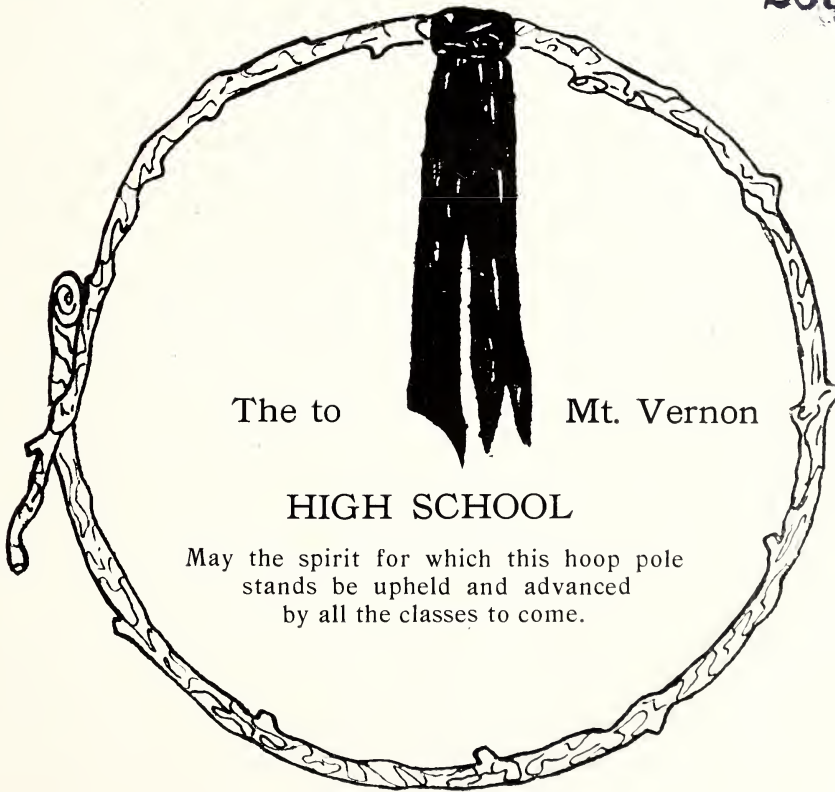 The to Mt. Vernon
HIGH SCHOOL
May the spirit for which this hoop pole
stands be upheld and advanced
by all the classes to come.